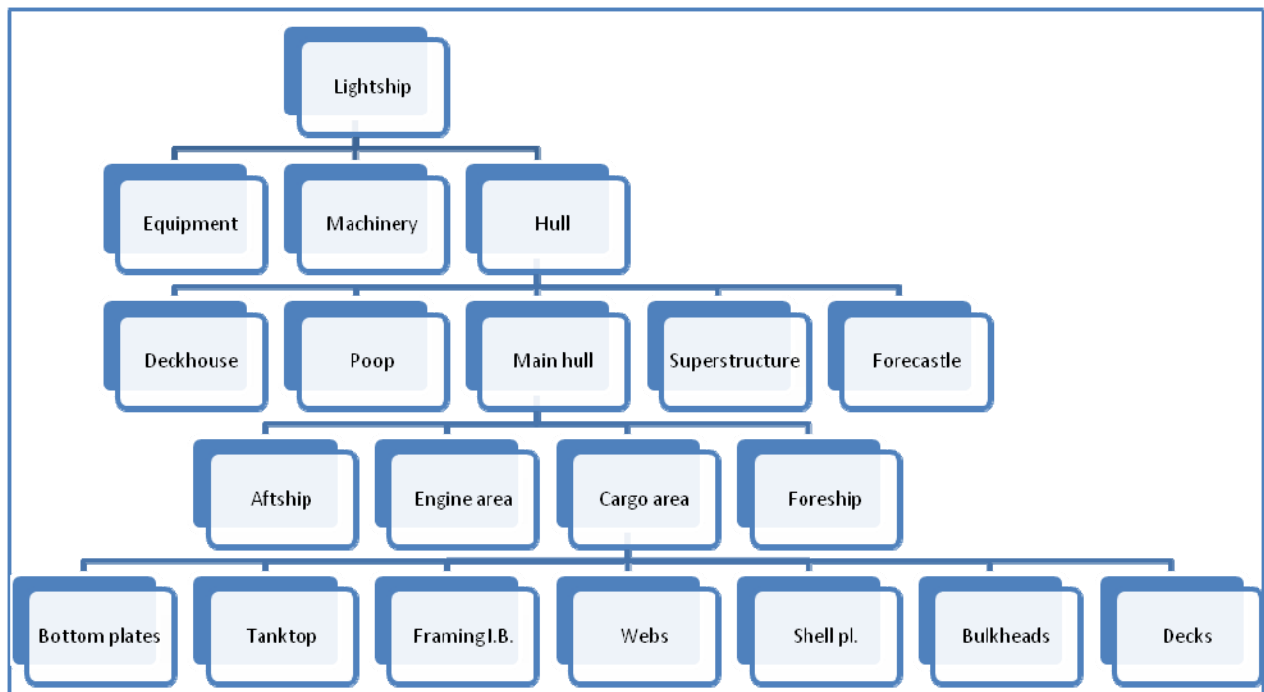 Lightship
Equipment
Machinery
Hull
Deckhouse
Poop
Main hull
Superstructure
Forecastle
Aftship
Engine area
Cargo area
Foreship
Bottom plates
Tanktop
FramingI.B.
Webs
Shell pl.
Bulkheads
Decks